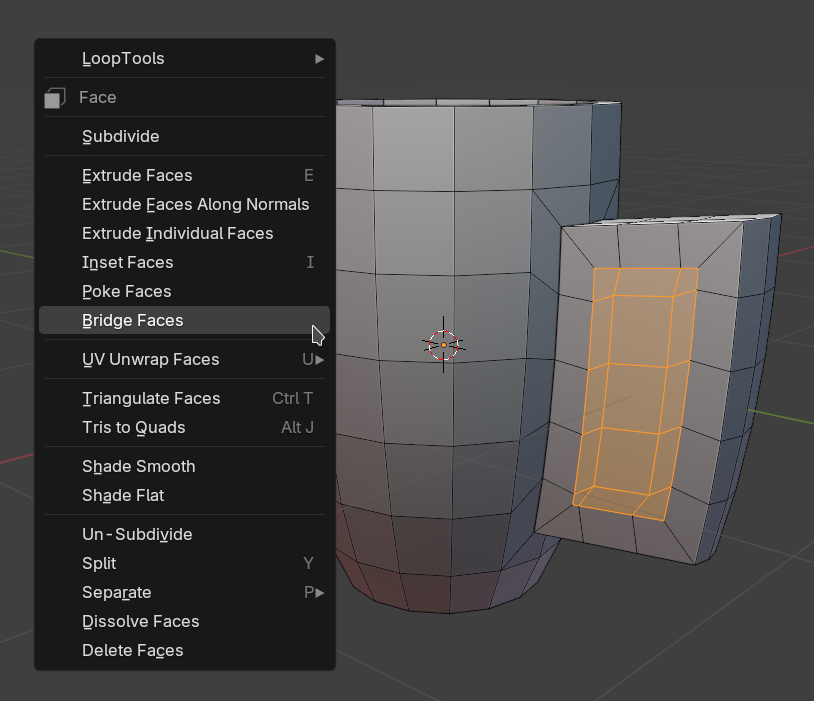 LoopTools
Face
Subdivide
Extrude Faces E
Extrude Faces Along Normals
Extrude Individual Faces
Inset Faces I
Poke Faces
Bridge Faces
UV Unwrap Faces U
Triangulate Faces Ctrl T
Tris to Quads Alt J
Shade Smooth
Shade Flat
Un-Subdivide
Split Y
Separate P
Dissolve Faces
Delete Faces